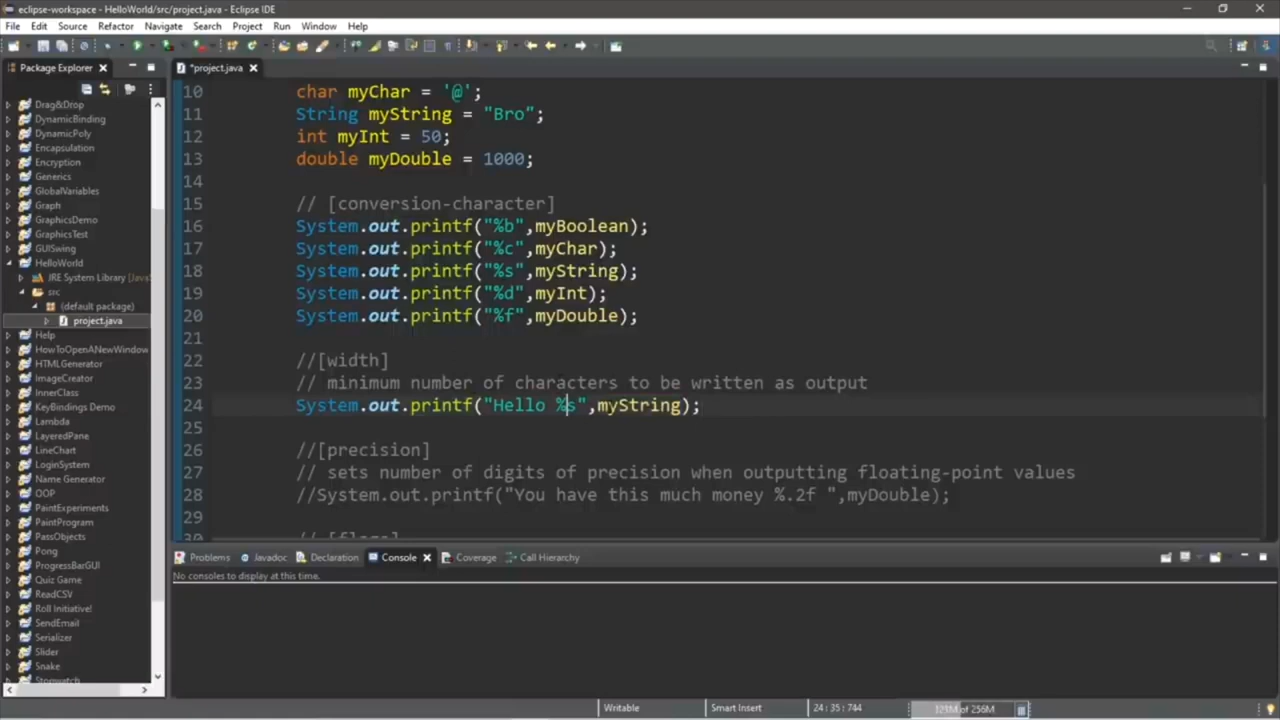 eclipse-workspace - HelloWorld/src/project.java - Eclipse IDE
File Edit Source Refactor Navigate Search Project Run Window Help
Package Explorer
*project.java
Drag&Drop
DynamicBinding
DynamicPoly
Encapsulation
Encryption
Generics
GlobalVariables
Graph
GraphicsDemo
GraphicsTest
GUISwing
HelloWorld
JRE System Library [Java
src
(default package)
project.java
Help
HowToOpenANewWindow
HTMLGenerator
ImageCreator
InnerClass
KeyBindings Demo
Lambda
LayeredPane
LineChart
LoginSystem
Name Generator
OOP
PaintExperiments
PaintProgram
PassObjects
Pong
ProgressBarGUI
Quiz Game
ReadCSV
Roll Initiative!
SendEmail
Serializer
Slider
Snake
Stopwatch
10 char myChar = '@';
11 String myString = "Bro";
12 int myInt = 50;
13 double myDouble = 1000;
14
15 // [conversion-character]
16 System.out.printf("%b",myBoolean);
17 System.out.printf("%c",myChar);
18 System.out.printf("%s",myString);
19 System.out.printf("%d",myInt);
20 System.out.printf("%f",myDouble);
21
22 //[width]
23 // minimum number of characters to be written as output
24 System.out.printf("Hello %s",myString);
25
26 //[precision]
27 // sets number of digits of precision when outputting floating-point values
28 //System.out.printf("You have this much money %.2f ",myDouble);
29
30 // [flags]
Problems Javadoc Declaration Console Coverage Call Hierarchy
No consoles to display at this time.
Writable Smart Insert 24 : 35 : 744 of 256M